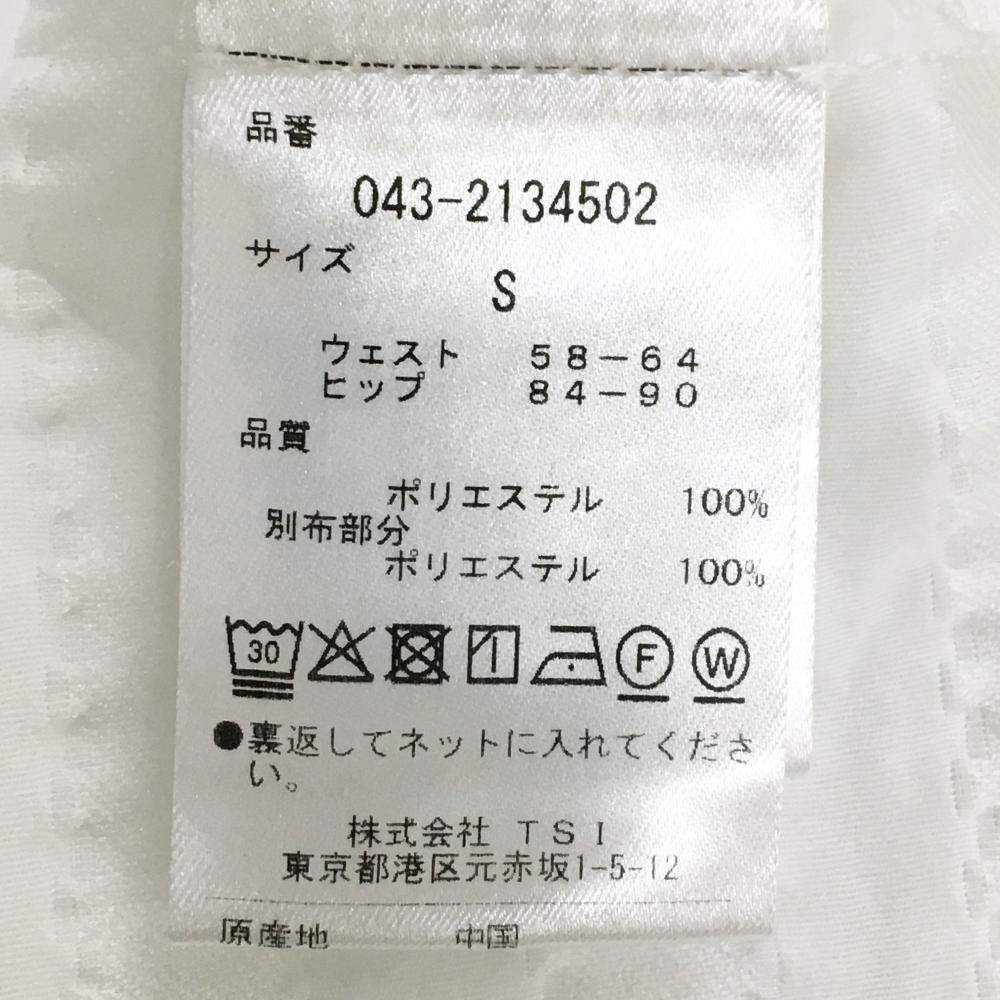 品番
043-2134502
サイズ
S
ウェスト 58-64
ヒップ 84-90
品質
ポリエステル 100%
別布部分
ポリエステル 100%
30 F W
●裏返してネットに入れてくださ
い。
株式会社 TSI
東京都港区元赤坂1-5-12
原産地 中国